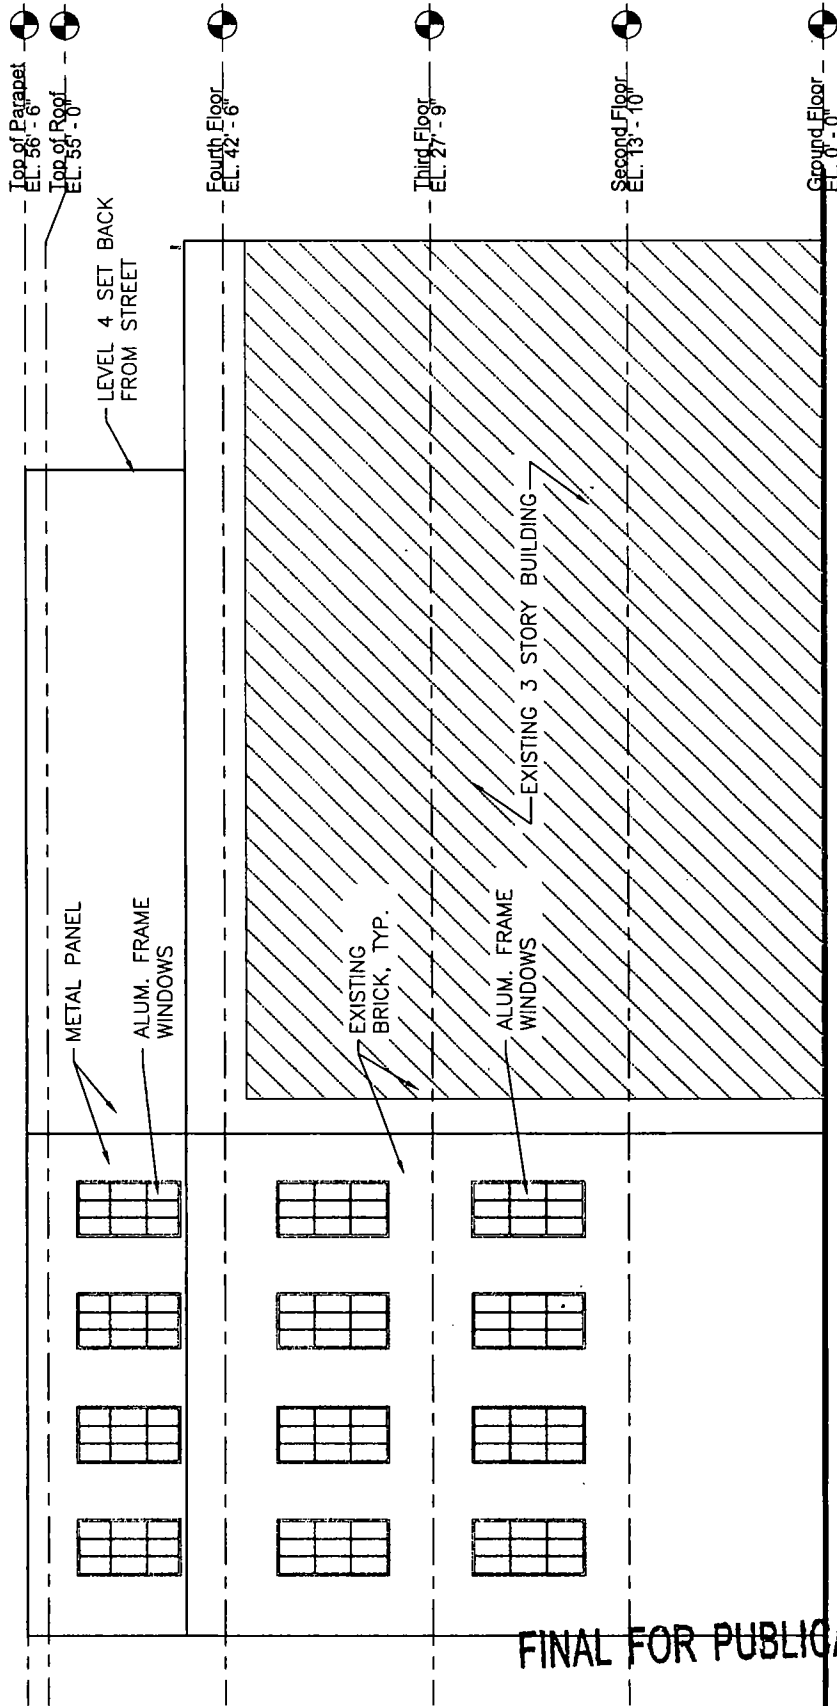 Top of Parapet
EL. 56' - 6"
Top of Roof
EL. 55' - 0"
LEVEL 4 SET BACK
FROM STREET
METAL PANEL
ALUM. FRAME
WINDOWS
Fourth Floor
EL. 42' - 6"
EXISTING
BRICK, TYP.
Third Floor
EL. 27' - 9"
ALUM. FRAME
WINDOWS
EXISTING 3 STORY BUILDING
Second Floor
EL. 13' - 10"
Ground Floor
EL. 0' - 0"
FINAL FOR PUBLICA